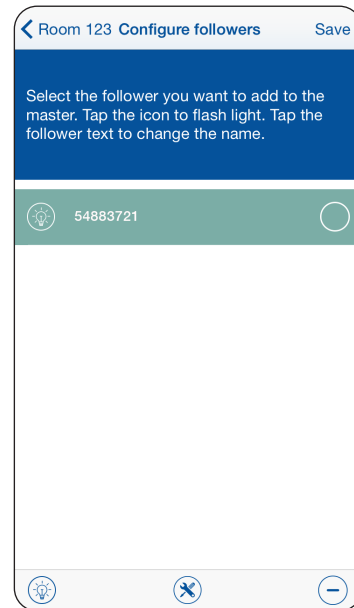 Room 123 Configure followers Save
Select the follower you want to add to the
master. Tap the icon to flash light. Tap the
follower text to change the name.
54883721